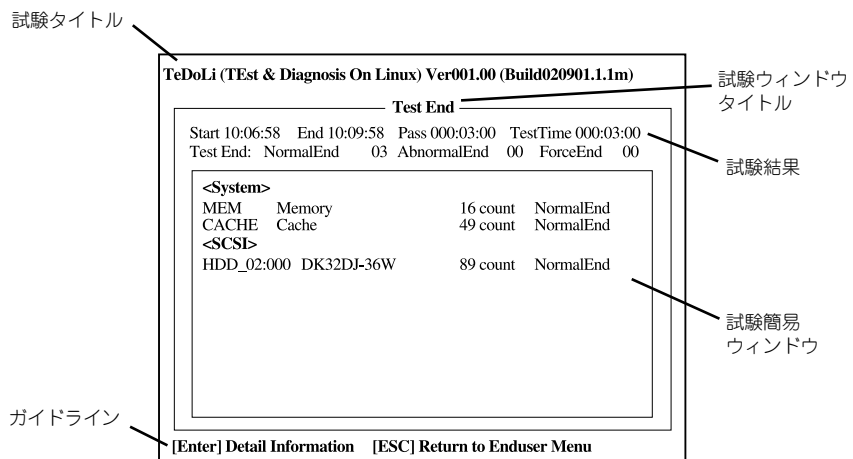 試験タイトル
TeDoLi (TEst & Diagnosis On Linux) Ver001.00 (Build020901.1.1m)
試験ウィンドウ
タイトル
Test End
Start 10:06:58 End 10:09:58 Pass 000:03:00 TestTime 000:03:00
Test End: NormalEnd 03 AbnormalEnd 00 ForceEnd 00
試験結果
<System>
MEM Memory 16 count NormalEnd
CACHE Cache 49 count NormalEnd
<SCSI>
HDD_02:000 DK32DJ-36W 89 count NormalEnd
試験簡易
ウィンドウ
ガイドライン
[Enter] Detail Information [ESC] Return to Enduser Menu